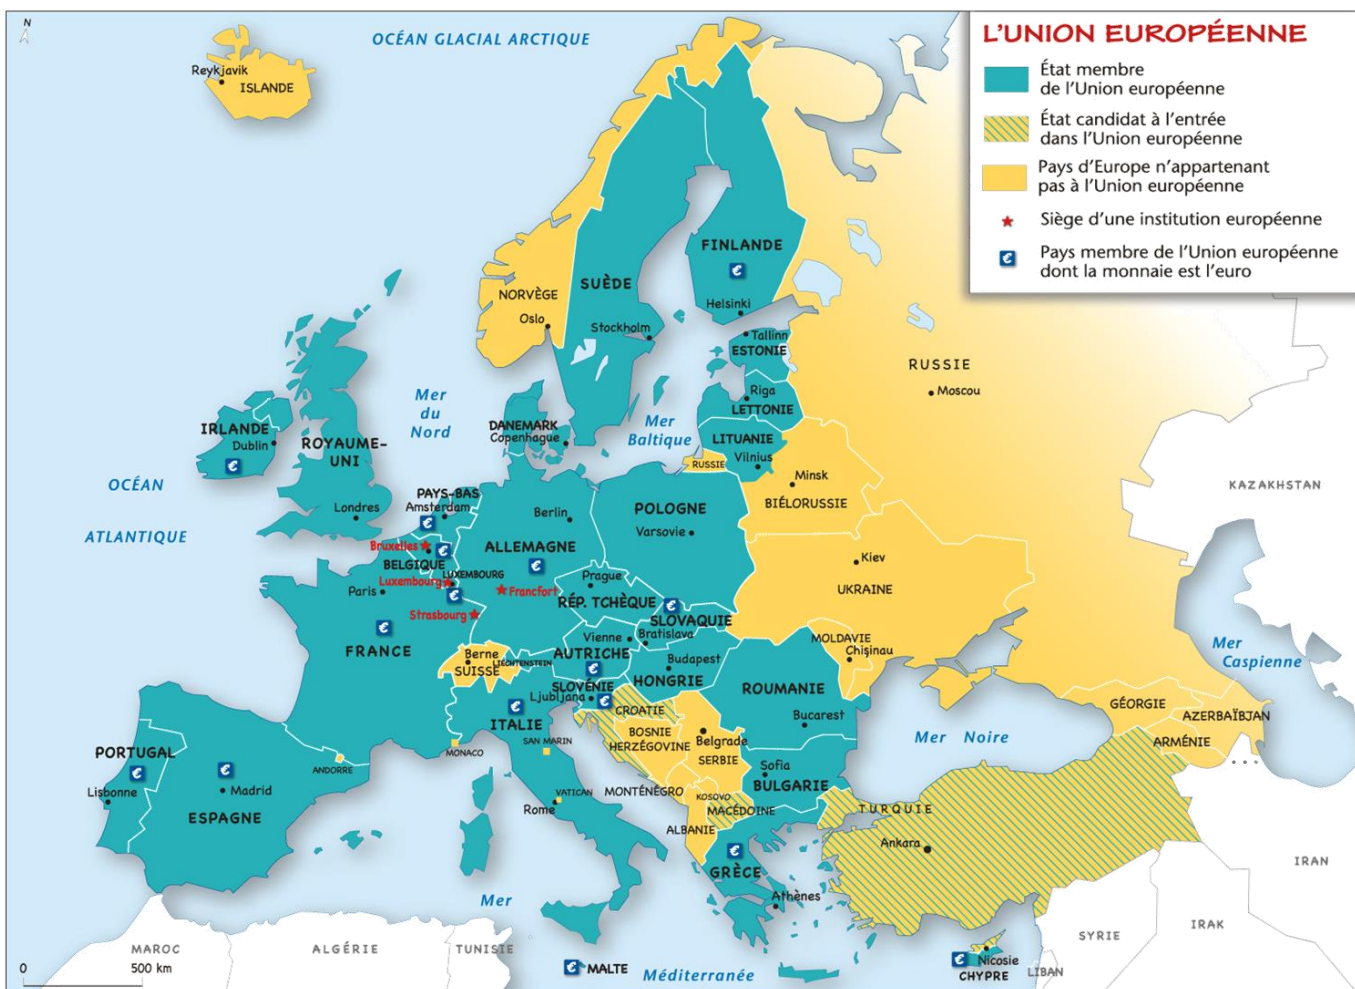 N
OCÉAN GLACIAL ARCTIQUE
L'UNION EUROPÉENNE
État membre
de l'Union européenne
État candidat à l'entrée
dans l'Union européenne
Pays d'Europe n'appartenant
pas à l'Union européenne
Siège d'une institution européenne
€
Pays membre de l'Union européenne
dont la monnaie est l'euro
Reykjavik
ISLANDE
FINLANDE
€
Helsinki
SUÈDE
Stockholm
NORVÈGE
Oslo
Tallinn
ESTONIE
Riga
LETTONIE
LITUANIE
Vilnius
RUSSIE
Moscou
RUSSIE
Minsk
BIÉLORUSSIE
KAZAKHSTAN
Mer
du
Nord
Mer
Baltique
DANEMARK
Copenhague
IRLANDE
Dublin
€
ROYAUME-
UNI
Londres
OCÉAN
ATLANTIQUE
PAYS-BAS
Amsterdam
€
Bruxelles
€
BELGIQUE
LUXEMBOURG
Luxembourg
€
Strasbourg
Francfort
Berlin
ALLEMAGNE
€
POLOGNE
Varsovie
Kiev
UKRAINE
Prague
RÉP. TCHÈQUE
€
SLOVAQUIE
Bratislava
Paris
€
FRANCE
Berne
SUISSE
LIECHTENSTEIN
Vienne
AUTRICHE
€
Budapest
HONGRIE
MOLDAVIE
Chişinau
ROUMANIE
Bucarest
SLOVÉNIE
Ljubljana
€
CROATIE
€
ITALIE
BOSNIE
HERZÉGOVINE
Belgrade
SERBIE
Sofia
BULGARIE
Mer Noire
Mer
Caspienne
GÉORGIE
AZERBAÏBJAN
ARMÉNIE
PORTUGAL
€
Lisbonne
€
Madrid
ESPAGNE
ANDORRE
MONACO
SAN MARIN
VATICAN
Rome
MONTÉNÉGRO
KOSOVO
MACÉDOINE
ALBANIE
€
GRÈCE
Athènes
TURQUIE
Ankara
IRAN
IRAK
SYRIE
LIBAN
€
Nicosie
CHYPRE
Mer
Méditerranée
€
MALTE
MAROC
ALGÉRIE
TUNISIE
0
500 km